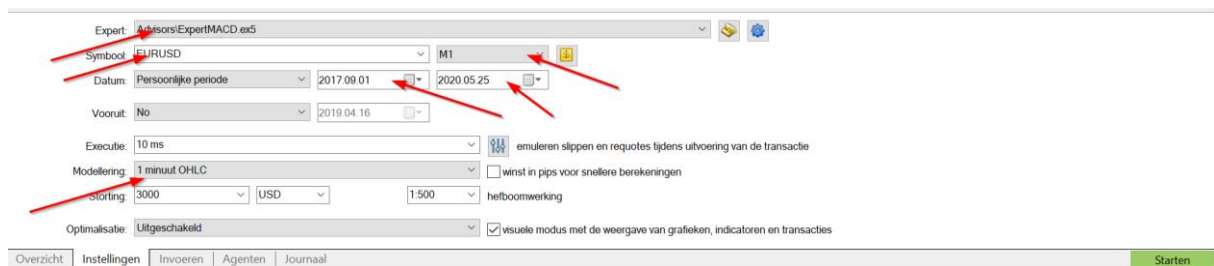 Expert: Advisors\ExpertMACD.ex5
Symbool: EURUSD M1
Datum: Persoonlijke periode 2017.09.01 2020.05.25
Vooruit: No 2019.04.16
Executie: 10 ms emuleren slippen en requotes tijdens uitvoering van de transactie
Modellering: 1 minuut OHLC winst in pips voor snellere berekeningen
Storting: 3000 USD 1:500 hefboomwerking
Optimalisatie: Uitgeschakeld visuele modus met de weergave van grafieken, indicatoren en transacties
Overzicht Instellingen Invoeren Agenten Journaal Starten